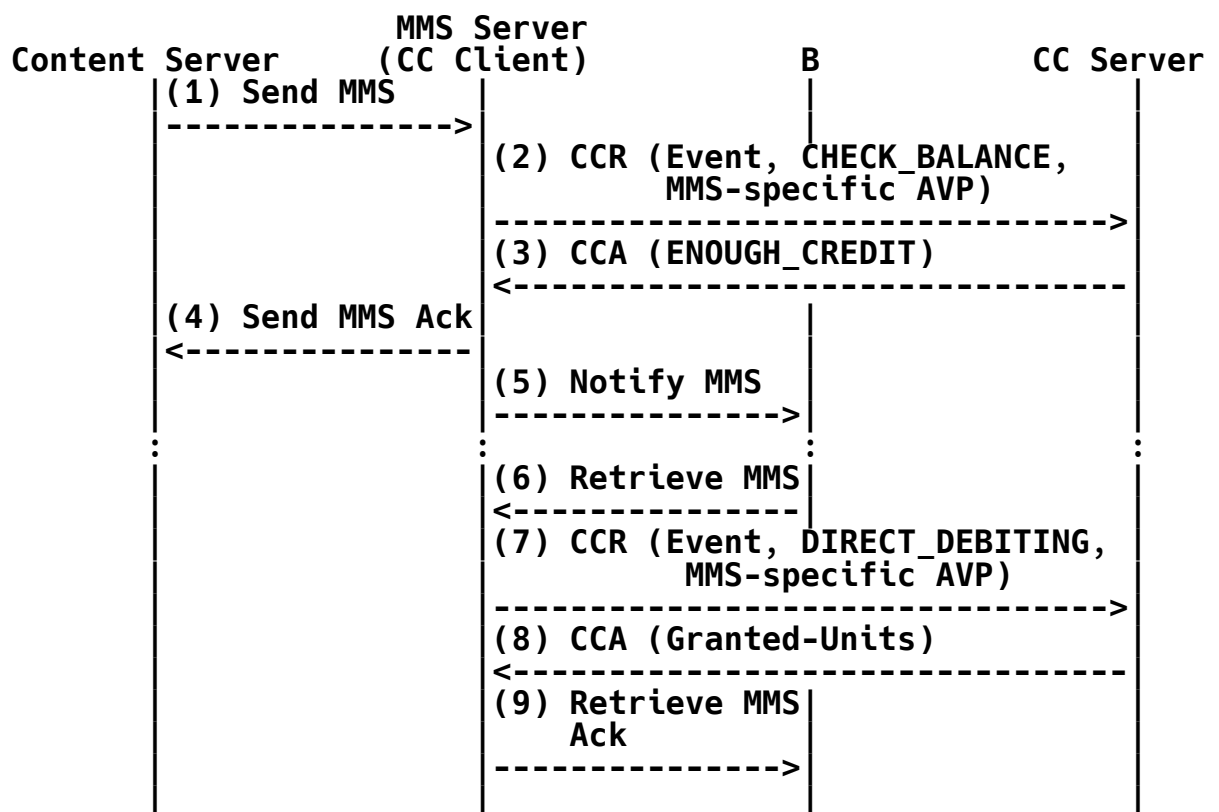 MMS Server
Content Server (CC Client) B CC Server
(1) Send MMS
(2) CCR (Event, CHECK_BALANCE,
MMS-specific AVP)
(3) CCA (ENOUGH_CREDIT)
(4) Send MMS Ack
(5) Notify MMS
(6) Retrieve MMS
(7) CCR (Event, DIRECT_DEBITING,
MMS-specific AVP)
(8) CCA (Granted-Units)
(9) Retrieve MMS
Ack